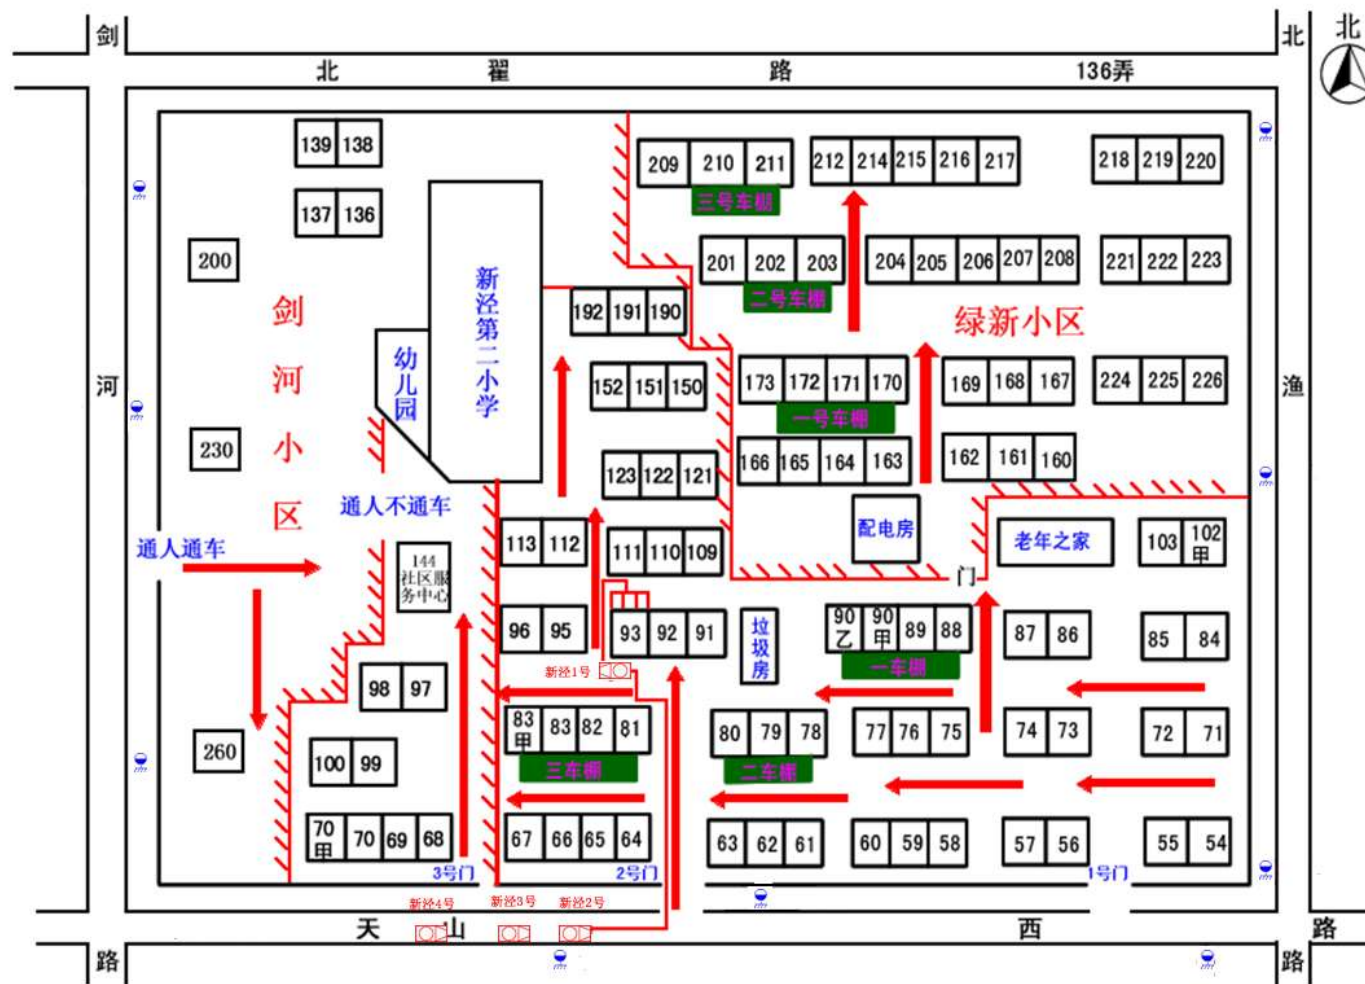 剑
北
北
北 翟 路 136弄
139 138
209 210 211
212 214 215 216 217
218 219 220
三号车棚
137 136
200
201 202 203
204 205 206 207 208
221 222 223
二号车棚
新泾第二小学
192 191 190
绿新小区
剑河小区
幼儿园
河
渔
152 151 150
173 172 171 170
169 168 167
224 225 226
一号车棚
230
123 122 121
166 165 164 163
162 161 160
通人不通车
通人通车
113 112
111 110 109
配电房
老年之家
103 102甲
144
社区服
务中心
门
96 95
93 92 91
垃圾房
90乙 90甲 89 88
87 86
85 84
一车棚
新泾1号
98 97
83甲 83 82 81
80 79 78
77 76 75
74 73
72 71
260
100 99
三车棚
二车棚
70甲 70 69 68
67 66 65 64
63 62 61
60 59 58
57 56
55 54
3号门
2号门
1号门
新泾4号
新泾3号
新泾2号
天 山 西 路
路
路